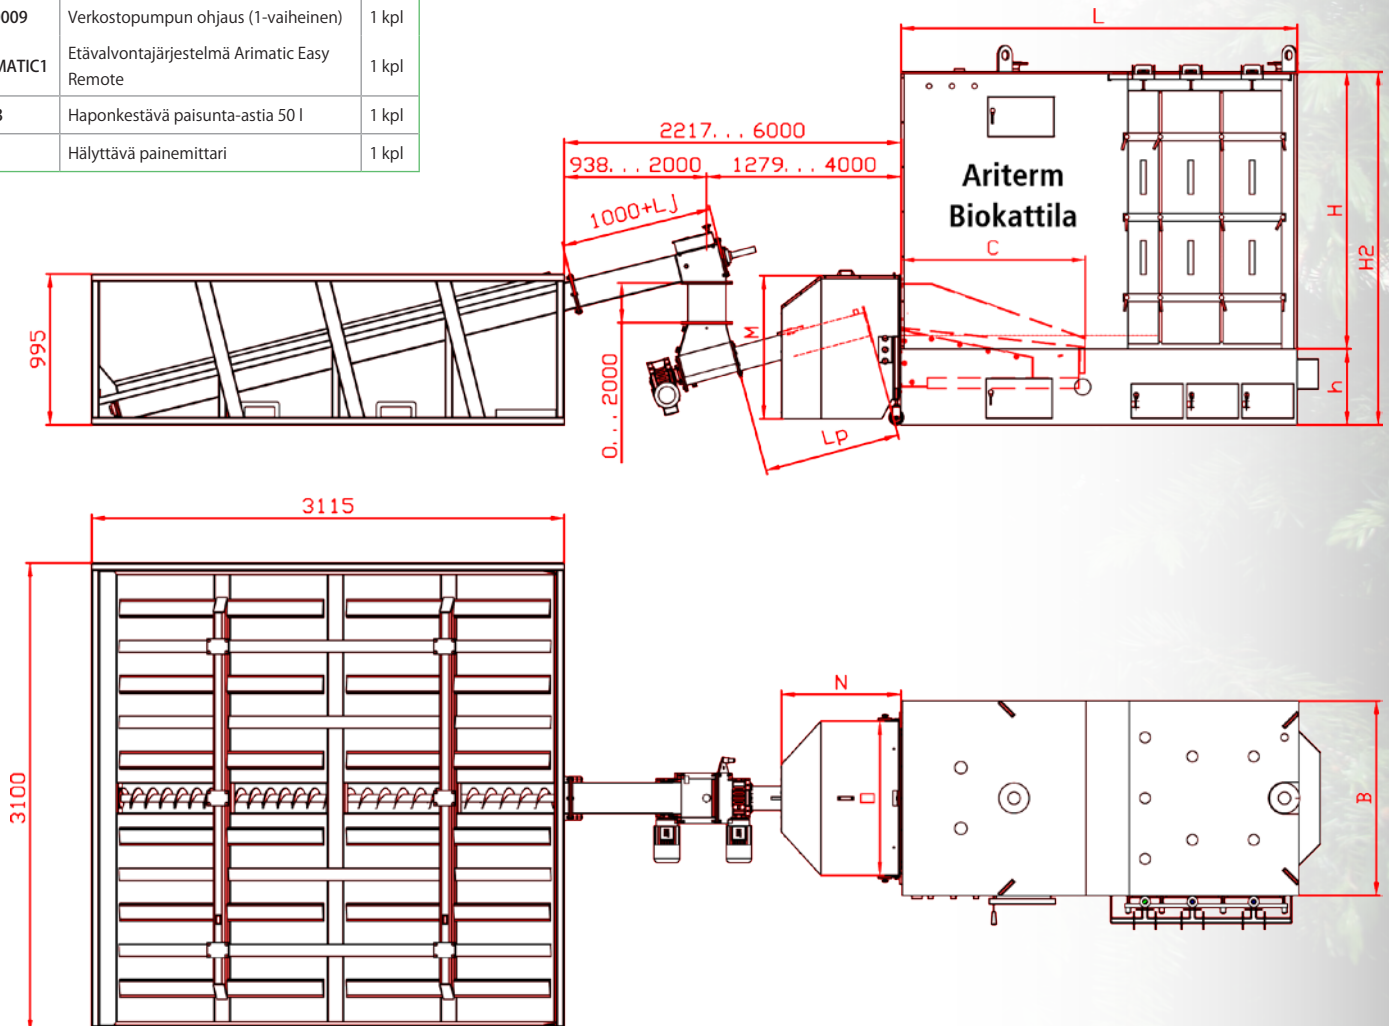 0009 Verkostopumpun ohjaus (1-vaiheinen) 1 kpl
MATIC1 Etävalvontajärjestelmä Arimatic Easy
Remote 1 kpl
Haponkestävä paisunta-astia 50 l 1 kpl
Hälyttävä painemittari 1 kpl
L
2217...6000
938...2000
1279...4000
1000+LJ
Ariterm
Biokattila
C
H
H2
995
M
0...2000
h
Lp
3115
3100
N
B